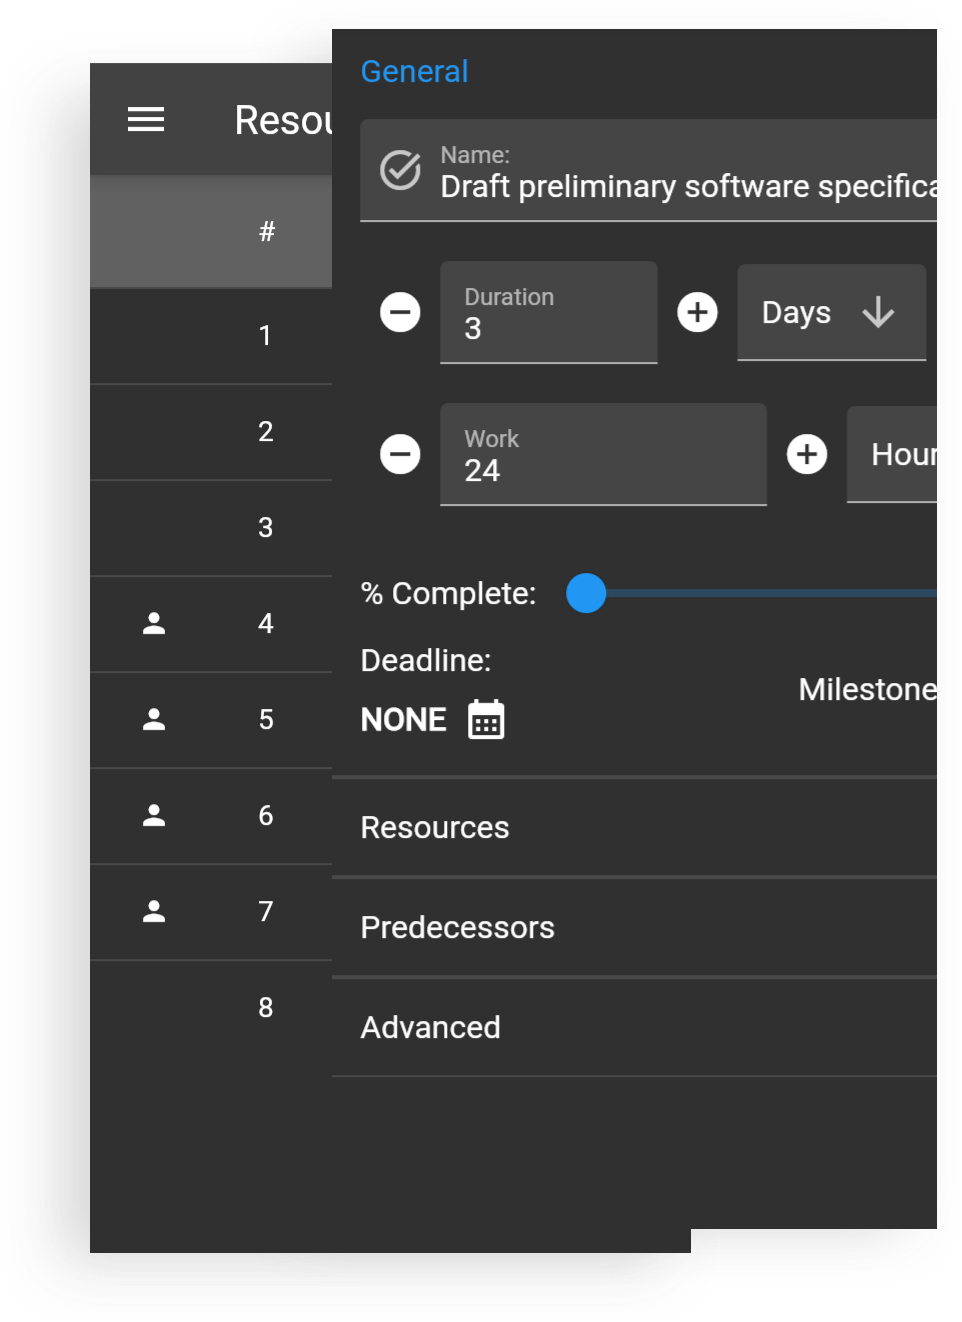 General
Resou
Name:
Draft preliminary software specifica
#
Duration
3
Days
1
2
Work
24
Hour
3
% Complete:
4
Deadline:
Milestone
NONE
5
6
Resources
7
Predecessors
8
Advanced